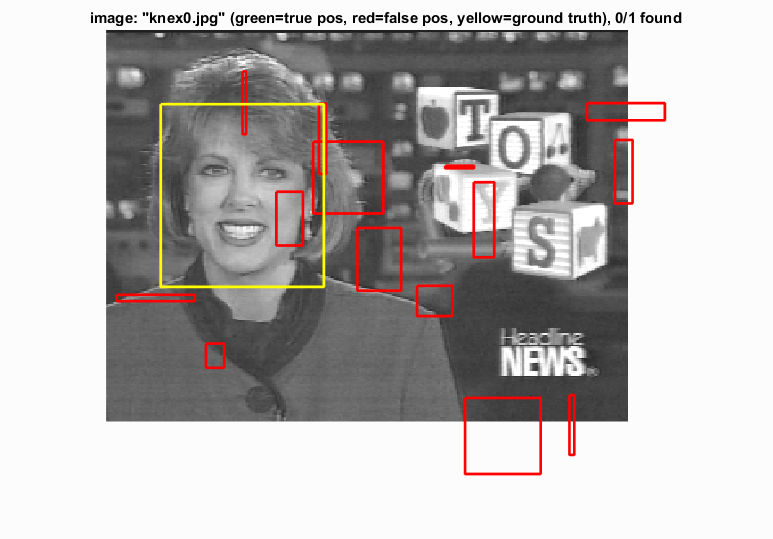 image: "knex0.jpg" (green=true pos, red=false pos, yellow=ground truth), 0/1 found
T
O
Y
S
Headline
NEWS